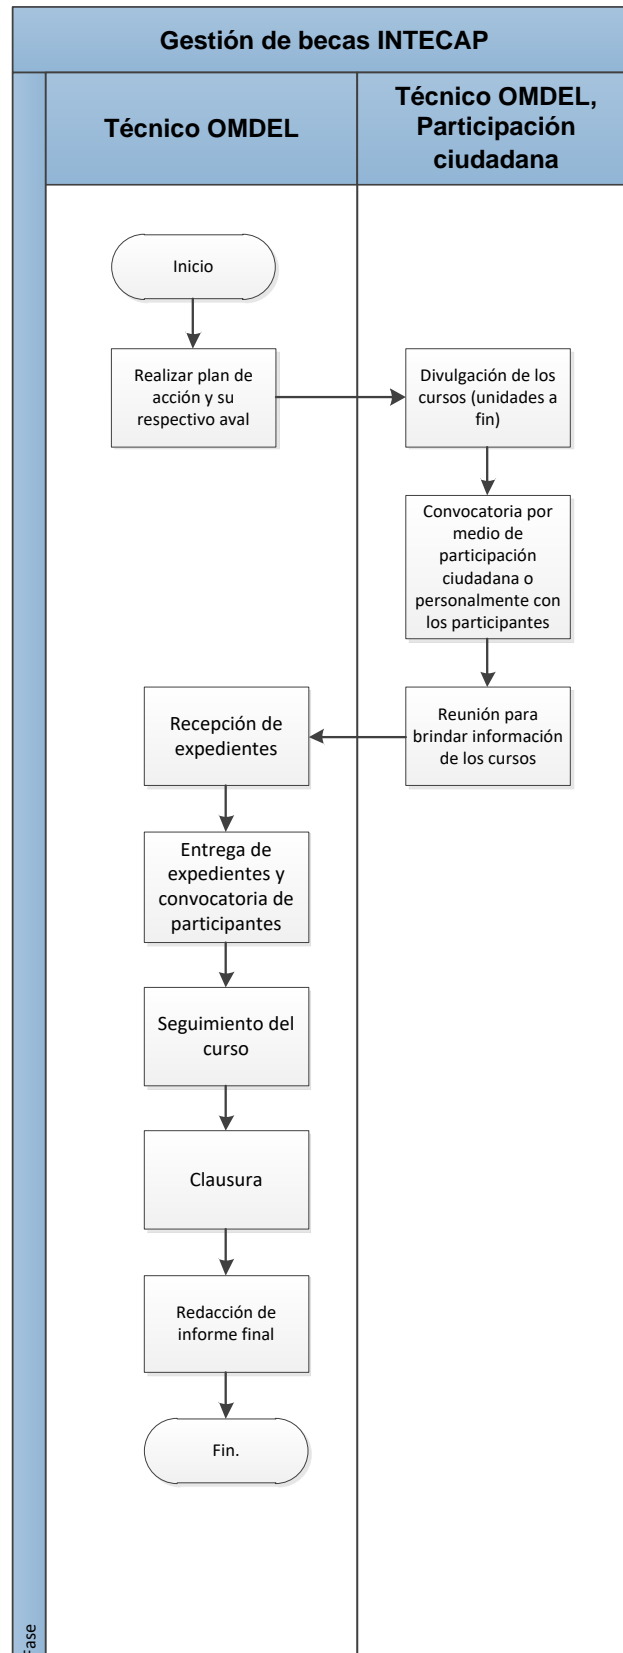 Gestión de becas INTECAP
Técnico OMDEL
Técnico OMDEL,
Participación
ciudadana
Inicio
Realizar plan de
acción y su
respectivo aval
Divulgación de los
cursos (unidades a
fin)
Convocatoria por
medio de
participación
ciudadana o
personalmente con
los participantes
Reunión para
brindar información
de los cursos
Recepción de
expedientes
Entrega de
expedientes y
convocatoria de
participantes
Seguimiento del
curso
Clausura
Redacción de
informe final
Fin.
Fase